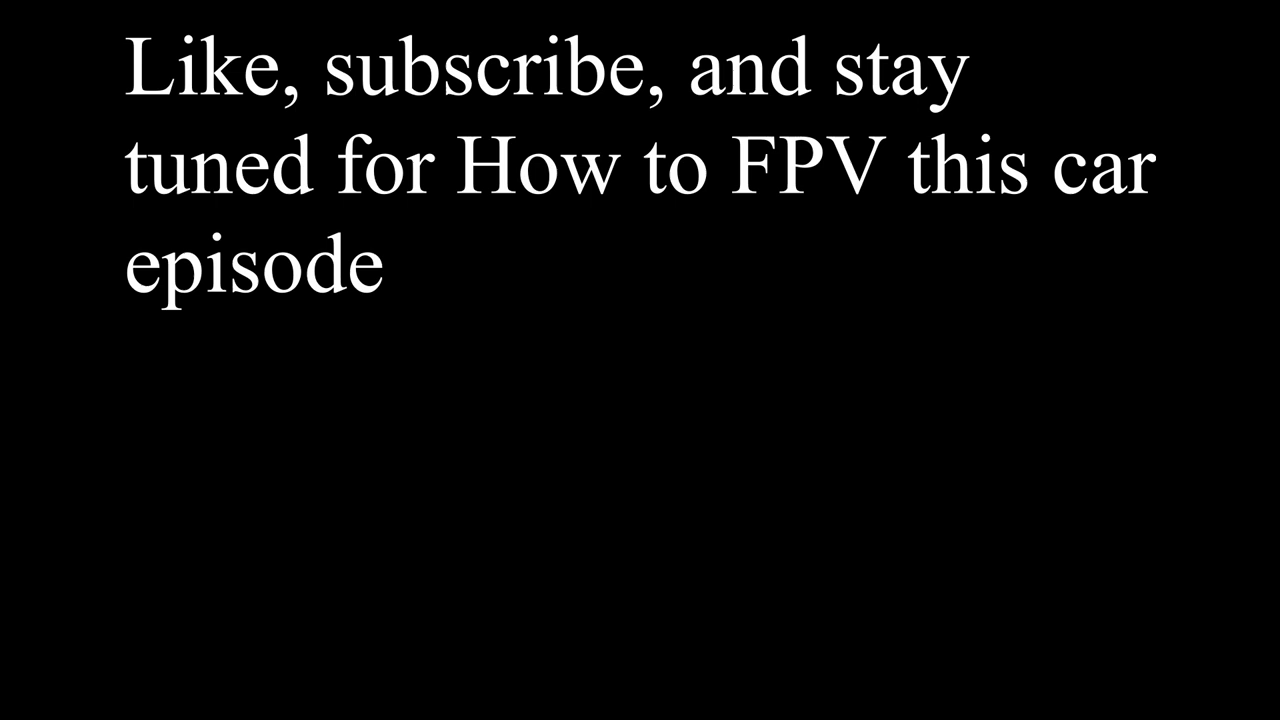 Like, subscribe, and stay
tuned for How to FPV this car
episode